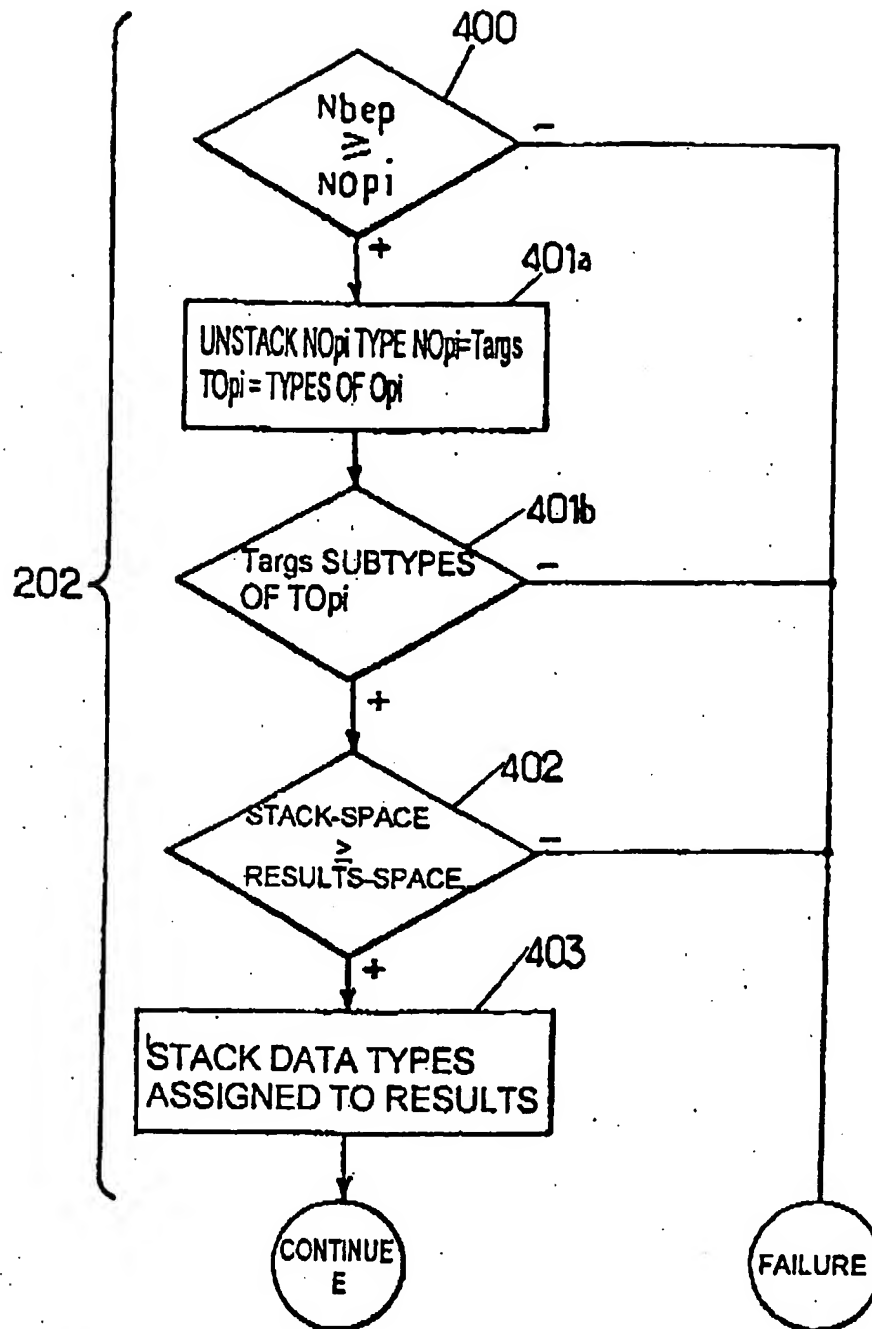 400
Nbep
≥
NOpi
-
+
401a
UNSTACK NOpi TYPE NOpi=Targs
TOpi = TYPES OF Opi
401b
Targs SUBTYPES
OF TOpi
-
202
+
402
STACK-SPACE
≥
RESULTS-SPACE
-
+
403
STACK DATA TYPES
ASSIGNED TO RESULTS
CONTINUE
E
FAILURE